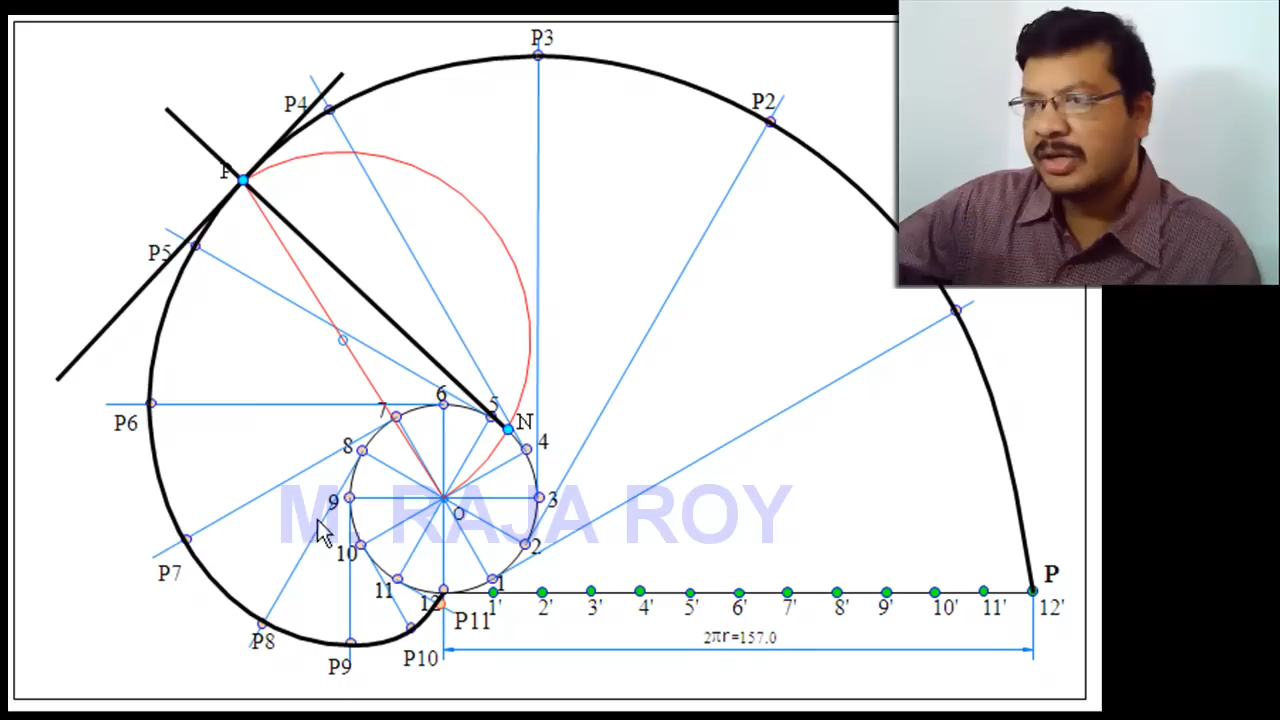 P3
P4
P2
P
P5
P6
6
5
7
N
4
8
9
3
O
M RAJA ROY
10
2
P7
11
1
12
P
P11
1' 2' 3' 4' 5' 6' 7' 8' 9' 10' 11' 12'
P8
P9
P10
2πr=157.0